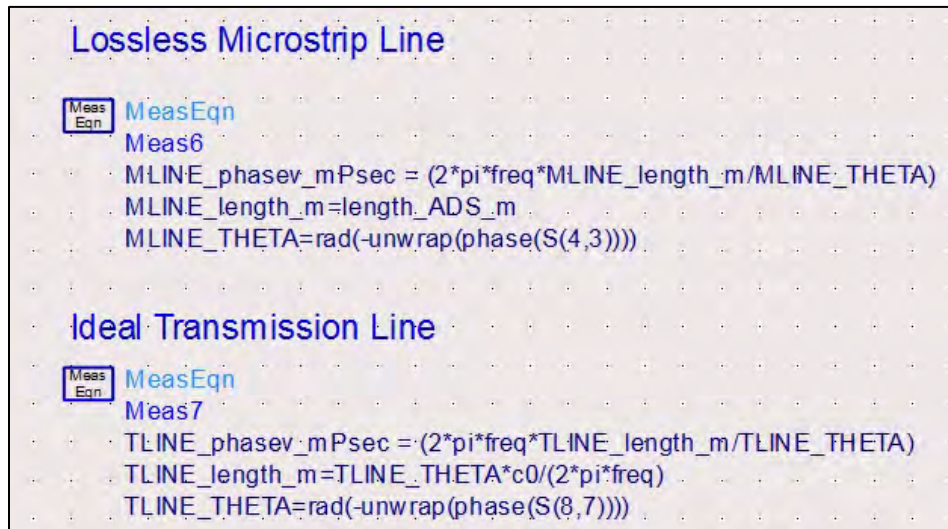 Lossless Microstrip Line
Meas
Eqn
MeasEqn
Meas6
MLINE_phasev_mPsec = (2*pi*freq*MLINE_length_m/MLINE_THETA)
MLINE_length_m=length_ADS_m
MLINE_THETA=rad(-unwrap(phase(S(4,3))))
Ideal Transmission Line
Meas
Eqn
MeasEqn
Meas7
TLINE_phasev_mPsec = (2*pi*freq*TLINE_length_m/TLINE_THETA)
TLINE_length_m=TLINE_THETA*c0/(2*pi*freq)
TLINE_THETA=rad(-unwrap(phase(S(8,7))))